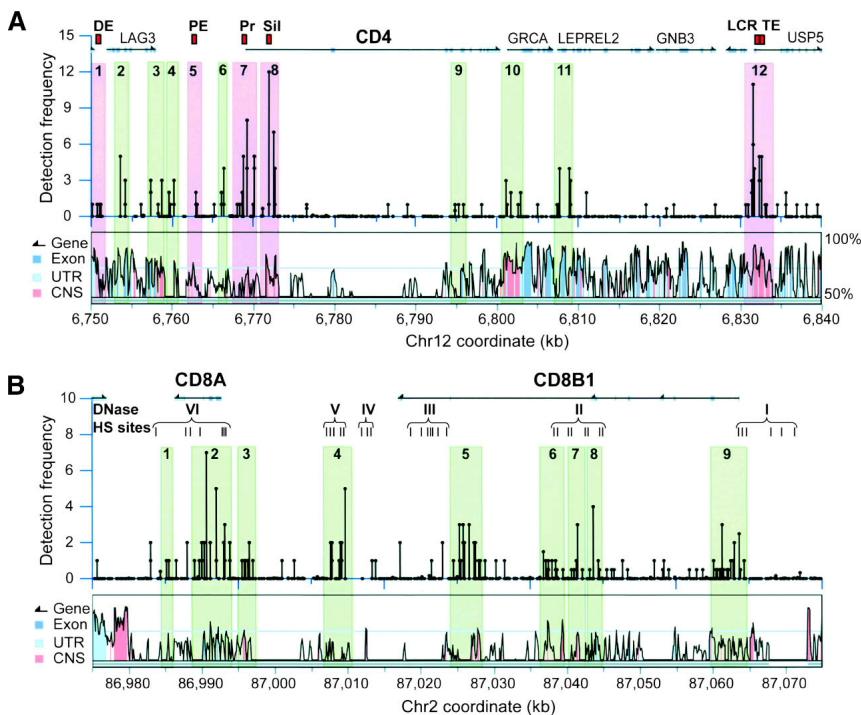 A
DE LAG3 PE Pr Sil CD4 GRCA LEPREL2 GNB3 LCR TE USP5
Detection frequency
15
12
9
6
3
0
1 2 3 4 5 6 7 8 9 10 11 12
Gene
Exon
UTR
CNS
100%
50%
6,750 6,760 6,770 6,780 6,790 6,800 6,810 6,820 6,830 6,840
Chr12 coordinate (kb)
B
CD8A CD8B1
DNase
HS sites
VI V IV III II I
Detection frequency
10
8
6
4
2
0
1 2 3 4 5 6 7 8 9
Gene
Exon
UTR
CNS
86,980 86,990 87,000 87,010 87,020 87,030 87,040 87,050 87,060 87,070
Chr2 coordinate (kb)